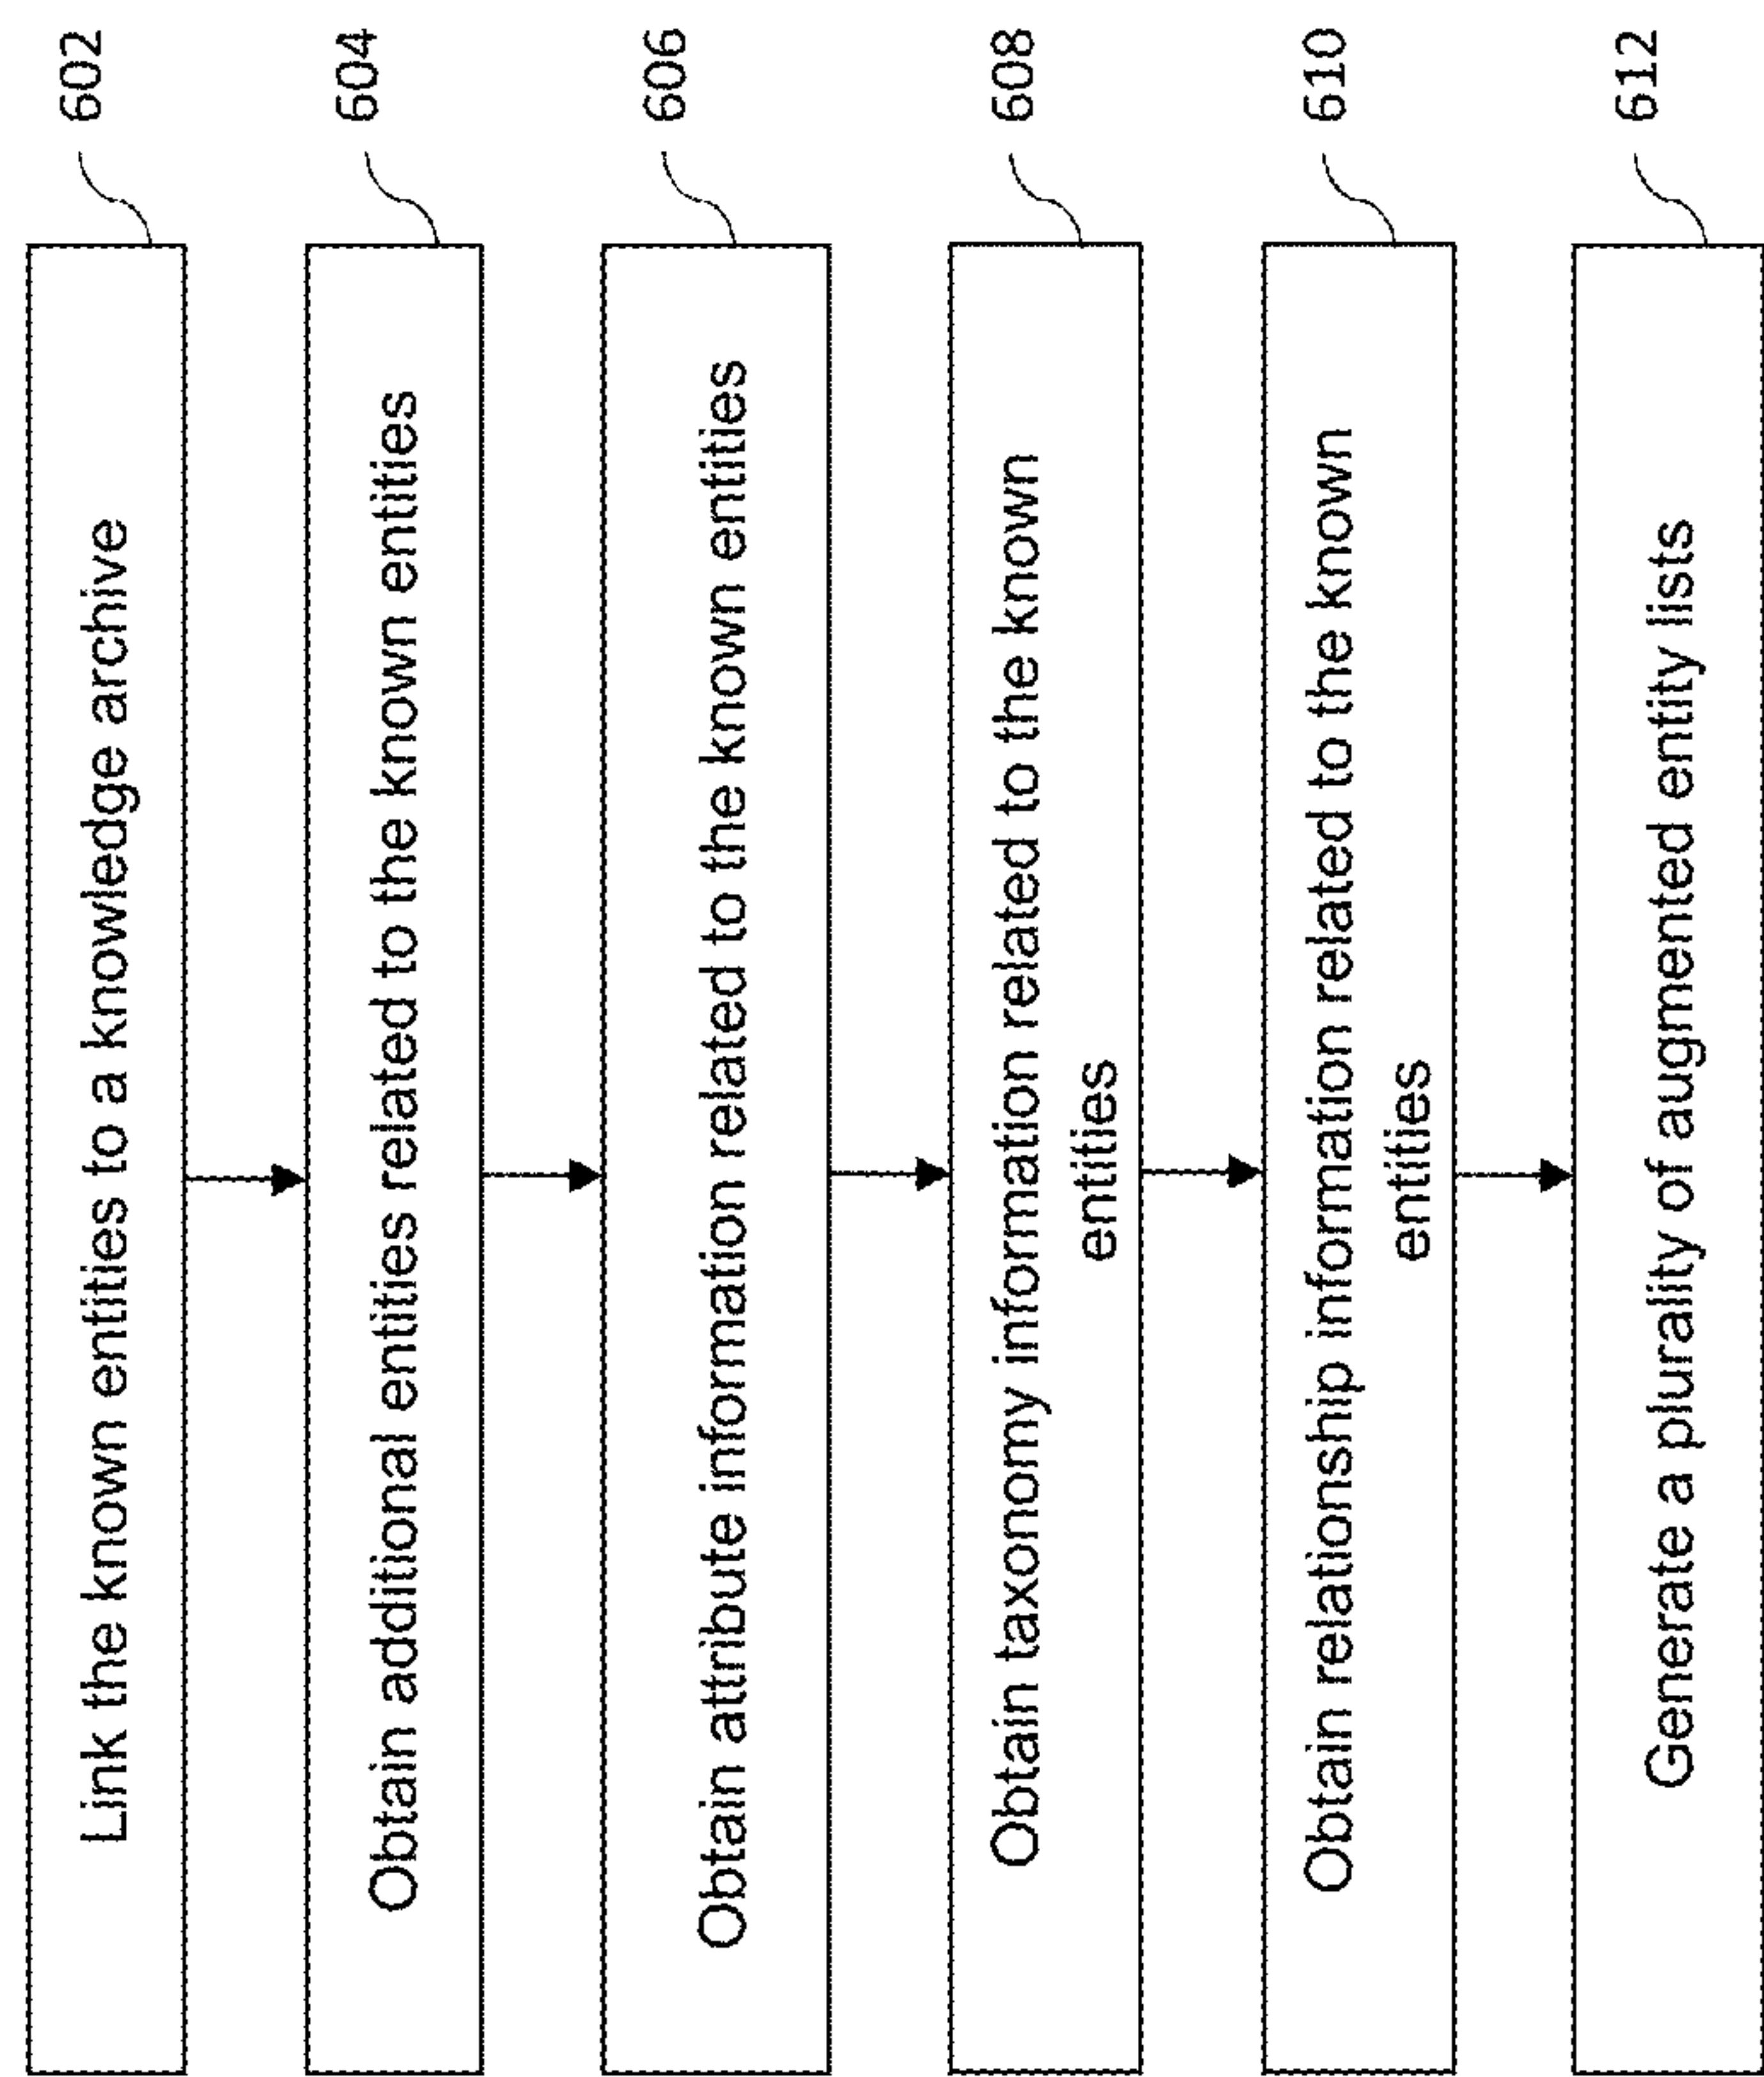 Link the known entities to a knowledge archive
602
Obtain additional entities related to the known entities
604
Obtain attribute information related to the known entities
606
Obtain taxonomy information related to the known
entities
608
Obtain relationship information related to the known
entities
610
Generate a plurality of augmented entity lists
612